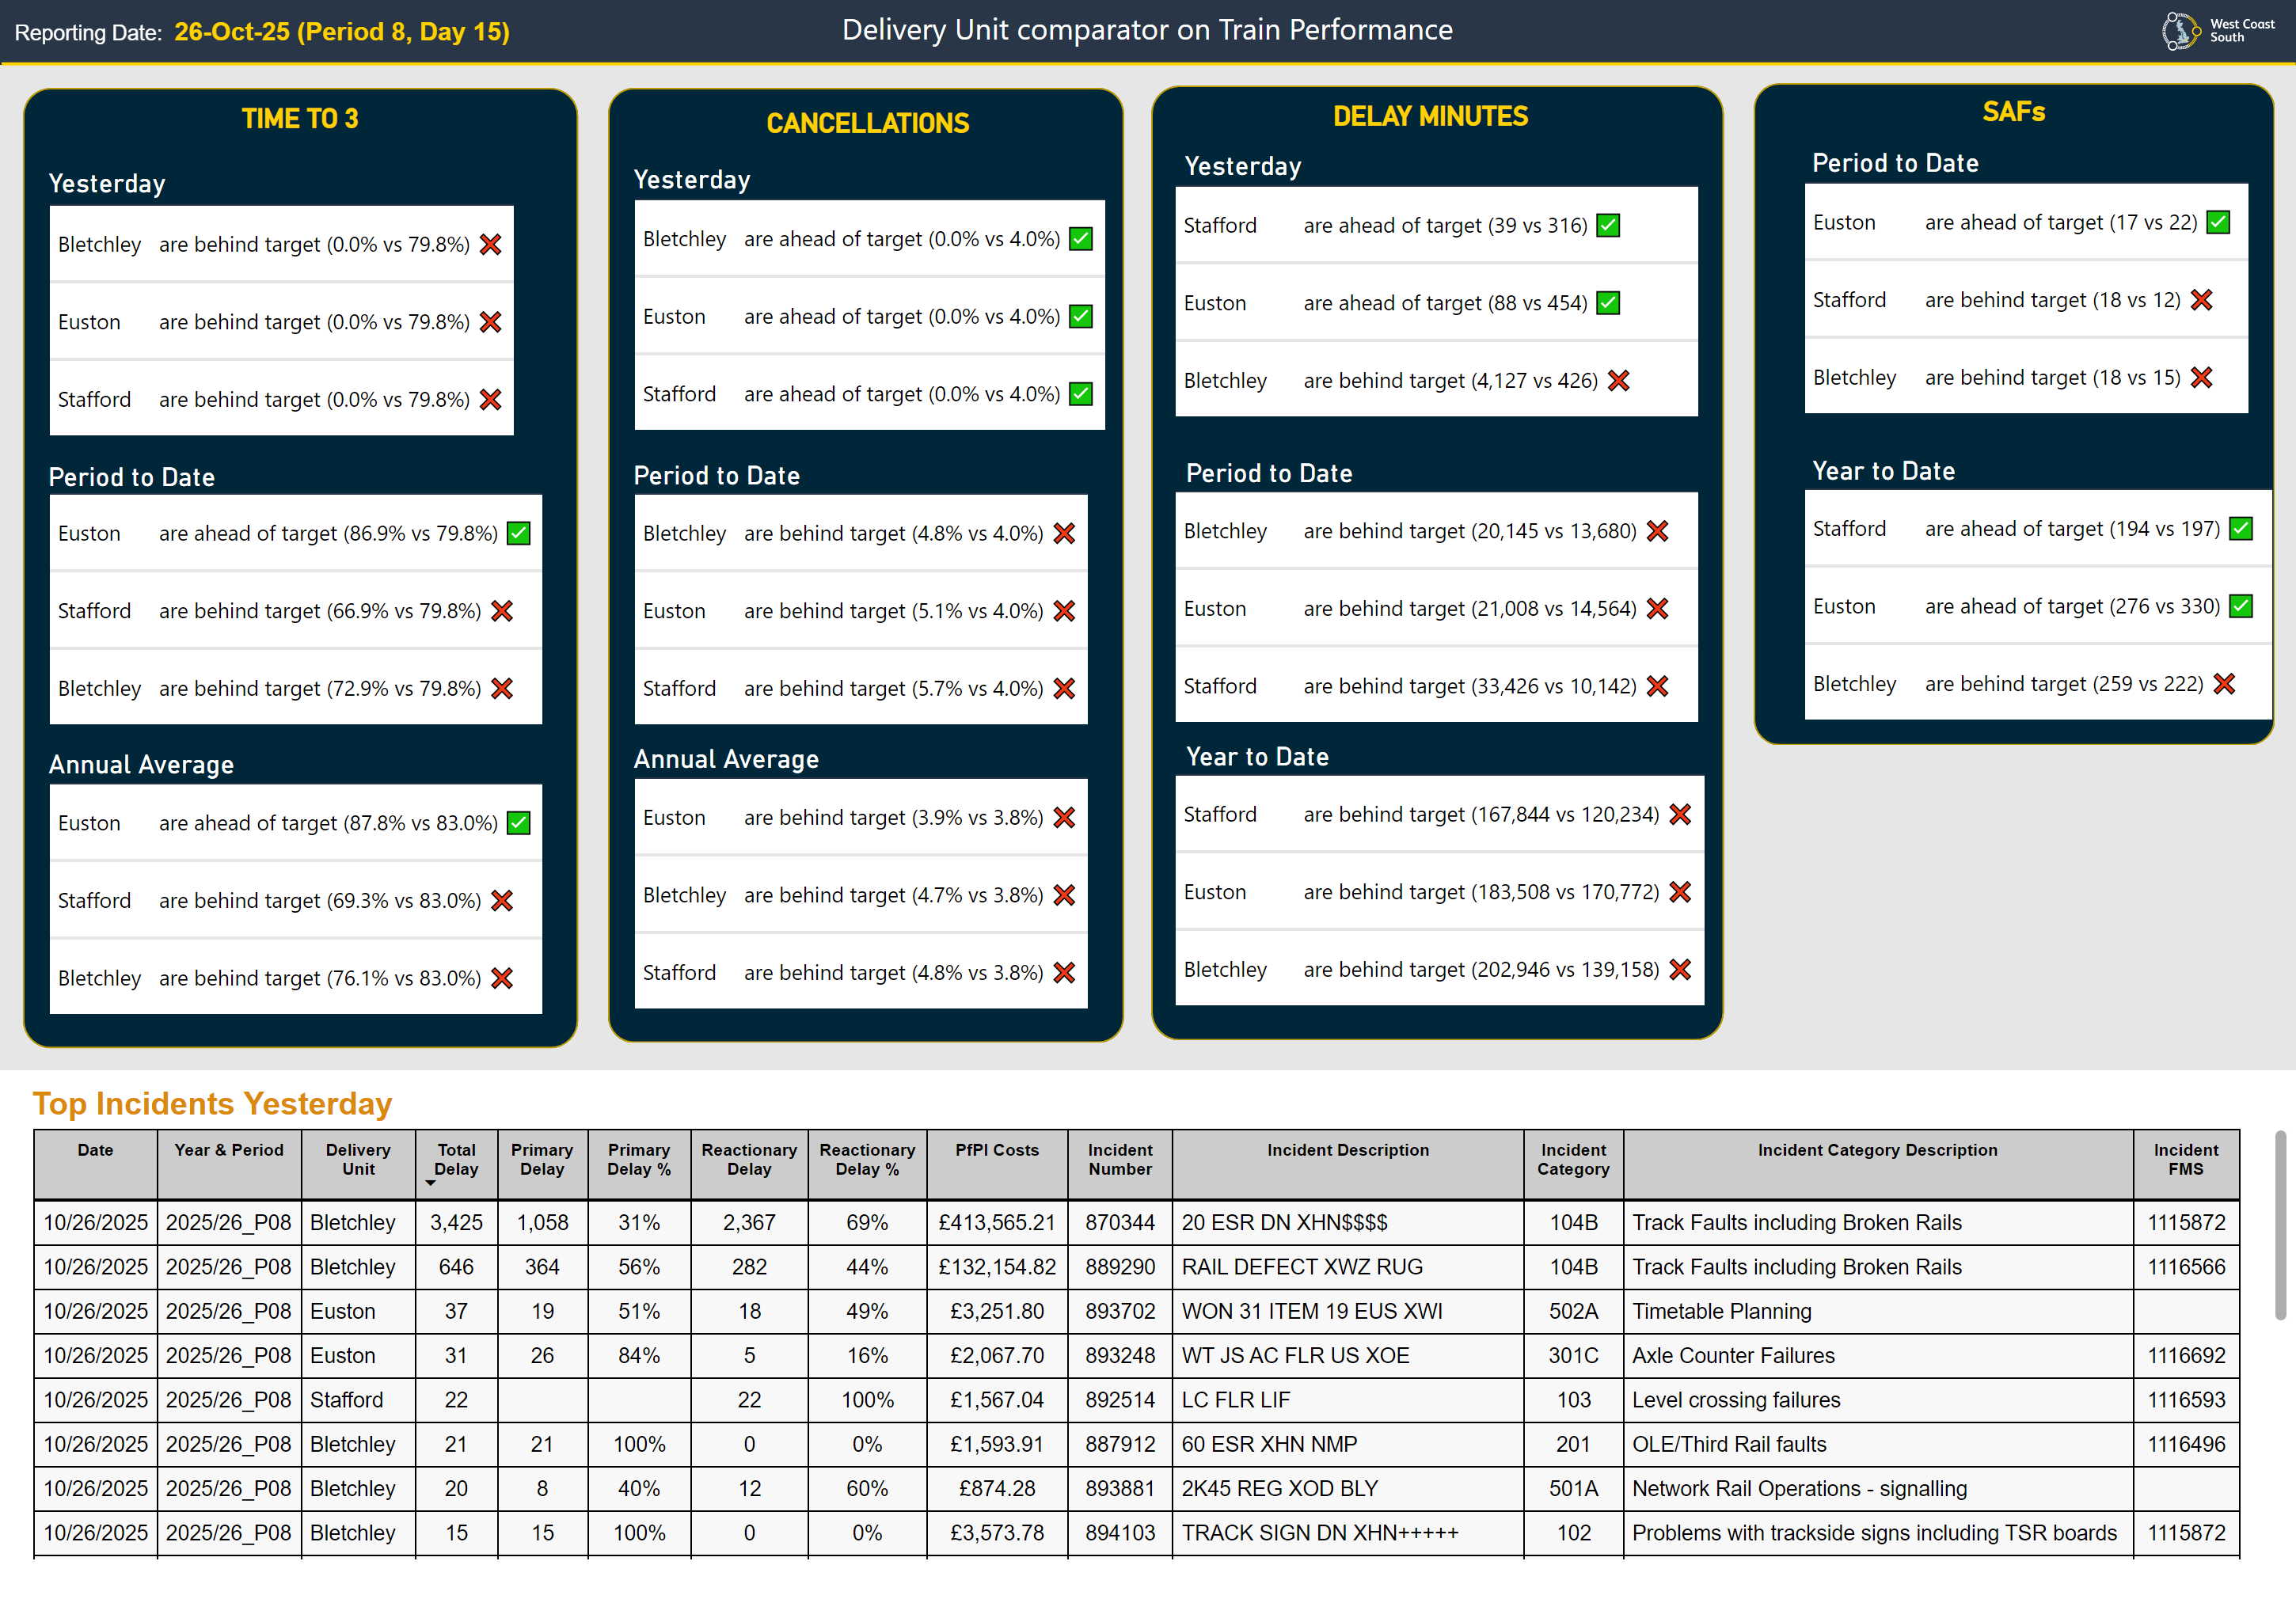 Reporting Date: 26-Oct-25 (Period 8, Day 15)
Delivery Unit comparator on Train Performance
West Coast
South
TIME TO 3
Yesterday
Bletchley are behind target (0.0% vs 79.8%)
Euston are behind target (0.0% vs 79.8%)
Stafford are behind target (0.0% vs 79.8%)
Period to Date
Euston are ahead of target (86.9% vs 79.8%)
Stafford are behind target (66.9% vs 79.8%)
Bletchley are behind target (72.9% vs 79.8%)
Annual Average
Euston are ahead of target (87.8% vs 83.0%)
Stafford are behind target (69.3% vs 83.0%)
Bletchley are behind target (76.1% vs 83.0%)
CANCELLATIONS
Yesterday
Bletchley are ahead of target (0.0% vs 4.0%)
Euston are ahead of target (0.0% vs 4.0%)
Stafford are ahead of target (0.0% vs 4.0%)
Period to Date
Bletchley are behind target (4.8% vs 4.0%)
Euston are behind target (5.1% vs 4.0%)
Stafford are behind target (5.7% vs 4.0%)
Annual Average
Euston are behind target (3.9% vs 3.8%)
Bletchley are behind target (4.7% vs 3.8%)
Stafford are behind target (4.8% vs 3.8%)
DELAY MINUTES
Yesterday
Stafford are ahead of target (39 vs 316)
Euston are ahead of target (88 vs 454)
Bletchley are behind target (4,127 vs 426)
Period to Date
Bletchley are behind target (20,145 vs 13,680)
Euston are behind target (21,008 vs 14,564)
Stafford are behind target (33,426 vs 10,142)
Year to Date
Stafford are behind target (167,844 vs 120,234)
Euston are behind target (183,508 vs 170,772)
Bletchley are behind target (202,946 vs 139,158)
SAFs
Period to Date
Euston are ahead of target (17 vs 22)
Stafford are behind target (18 vs 12)
Bletchley are behind target (18 vs 15)
Year to Date
Stafford are ahead of target (194 vs 197)
Euston are ahead of target (276 vs 330)
Bletchley are behind target (259 vs 222)
Top Incidents Yesterday
Date Year & Period Delivery Unit Total Delay Primary Delay Primary Delay % Reactionary Delay Reactionary Delay % PfPI Costs Incident Number Incident Description Incident Category Incident Category Description Incident FMS
10/26/2025 2025/26_P08 Bletchley 3,425 1,058 31% 2,367 69% £413,565.21 870344 20 ESR DN XHN$$$$ 104B Track Faults including Broken Rails 1115872
10/26/2025 2025/26_P08 Bletchley 646 364 56% 282 44% £132,154.82 889290 RAIL DEFECT XWZ RUG 104B Track Faults including Broken Rails 1116566
10/26/2025 2025/26_P08 Euston 37 19 51% 18 49% £3,251.80 893702 WON 31 ITEM 19 EUS XWI 502A Timetable Planning
10/26/2025 2025/26_P08 Euston 31 26 84% 5 16% £2,067.70 893248 WT JS AC FLR US XOE 301C Axle Counter Failures 1116692
10/26/2025 2025/26_P08 Stafford 22 22 100% £1,567.04 892514 LC FLR LIF 103 Level crossing failures 1116593
10/26/2025 2025/26_P08 Bletchley 21 21 100% 0 0% £1,593.91 887912 60 ESR XHN NMP 201 OLE/Third Rail faults 1116496
10/26/2025 2025/26_P08 Bletchley 20 8 40% 12 60% £874.28 893881 2K45 REG XOD BLY 501A Network Rail Operations - signalling
10/26/2025 2025/26_P08 Bletchley 15 15 100% 0 0% £3,573.78 894103 TRACK SIGN DN XHN+++++ 102 Problems with trackside signs including TSR boards 1115872